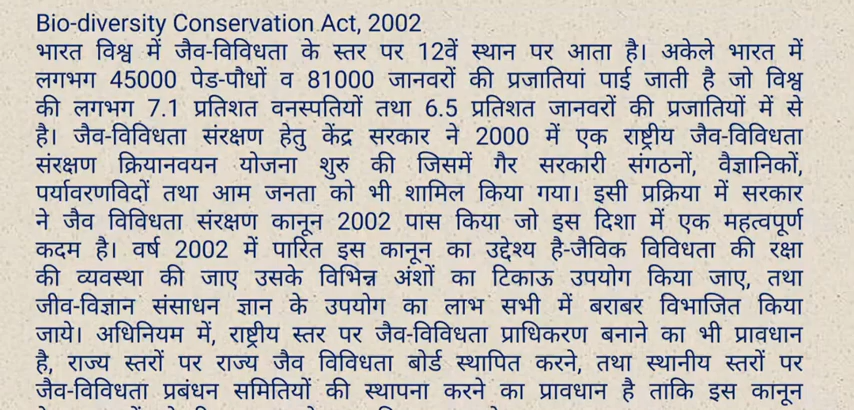 Bio-diversity Conservation Act, 2002
भारत विश्व में जैव-विविधता के स्तर पर 12वें स्थान पर आता है। अकेले भारत में
लगभग 45000 पेड-पौधों व 81000 जानवरों की प्रजातियां पाई जाती है जो विश्व
की लगभग 7.1 प्रतिशत वनस्पतियों तथा 6.5 प्रतिशत जानवरों की प्रजातियों में से
है। जैव-विविधता संरक्षण हेतु केंद्र सरकार ने 2000 में एक राष्ट्रीय जैव-विविधता
संरक्षण क्रियानवयन योजना शुरु की जिसमें गैर सरकारी संगठनों, वैज्ञानिकों,
पर्यावरणविदों तथा आम जनता को भी शामिल किया गया। इसी प्रक्रिया में सरकार
ने जैव विविधता संरक्षण कानून 2002 पास किया जो इस दिशा में एक महत्वपूर्ण
कदम है। वर्ष 2002 में पारित इस कानून का उद्देश्य है-जैविक विविधता की रक्षा
की व्यवस्था की जाए उसके विभिन्न अंशों का टिकाऊ उपयोग किया जाए, तथा
जीव-विज्ञान संसाधन ज्ञान के उपयोग का लाभ सभी में बराबर विभाजित किया
जाये। अधिनियम में, राष्ट्रीय स्तर पर जैव-विविधता प्राधिकरण बनाने का भी प्रावधान
है, राज्य स्तरों पर राज्य जैव विविधता बोर्ड स्थापित करने, तथा स्थानीय स्तरों पर
जैव-विविधता प्रबंधन समितियों की स्थापना करने का प्रावधान है ताकि इस कानून